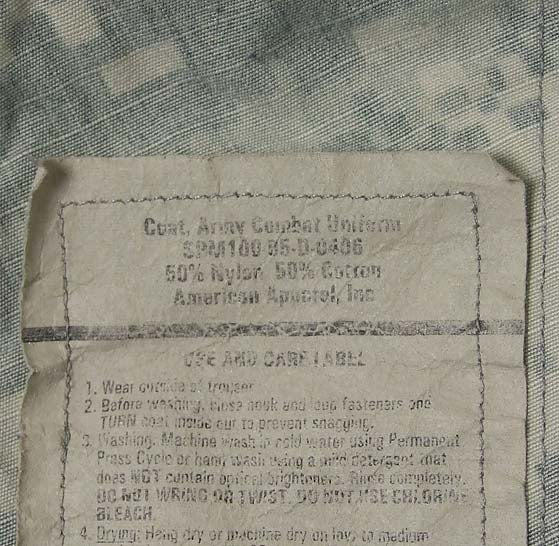 Coat, Army Combat Uniform
SPM100 05-D-0406
50% Nylon 50% Cotton
American Apparel, Inc
USE AND CARE LABEL
1. Wear outside of trouser
2. Before washing, close hook and loop fasteners and
TURN coat inside out to prevent snagging.
3. Washing: Machine wash in cold water using Permanent
Press Cycle or hand wash using a mild detergent that
does NOT contain optical brighteners. Rinse completely.
DO NOT WRING OR TWIST. DO NOT USE CHLORINE
BLEACH.
4. Drying: Hang dry or machine dry on low to medium